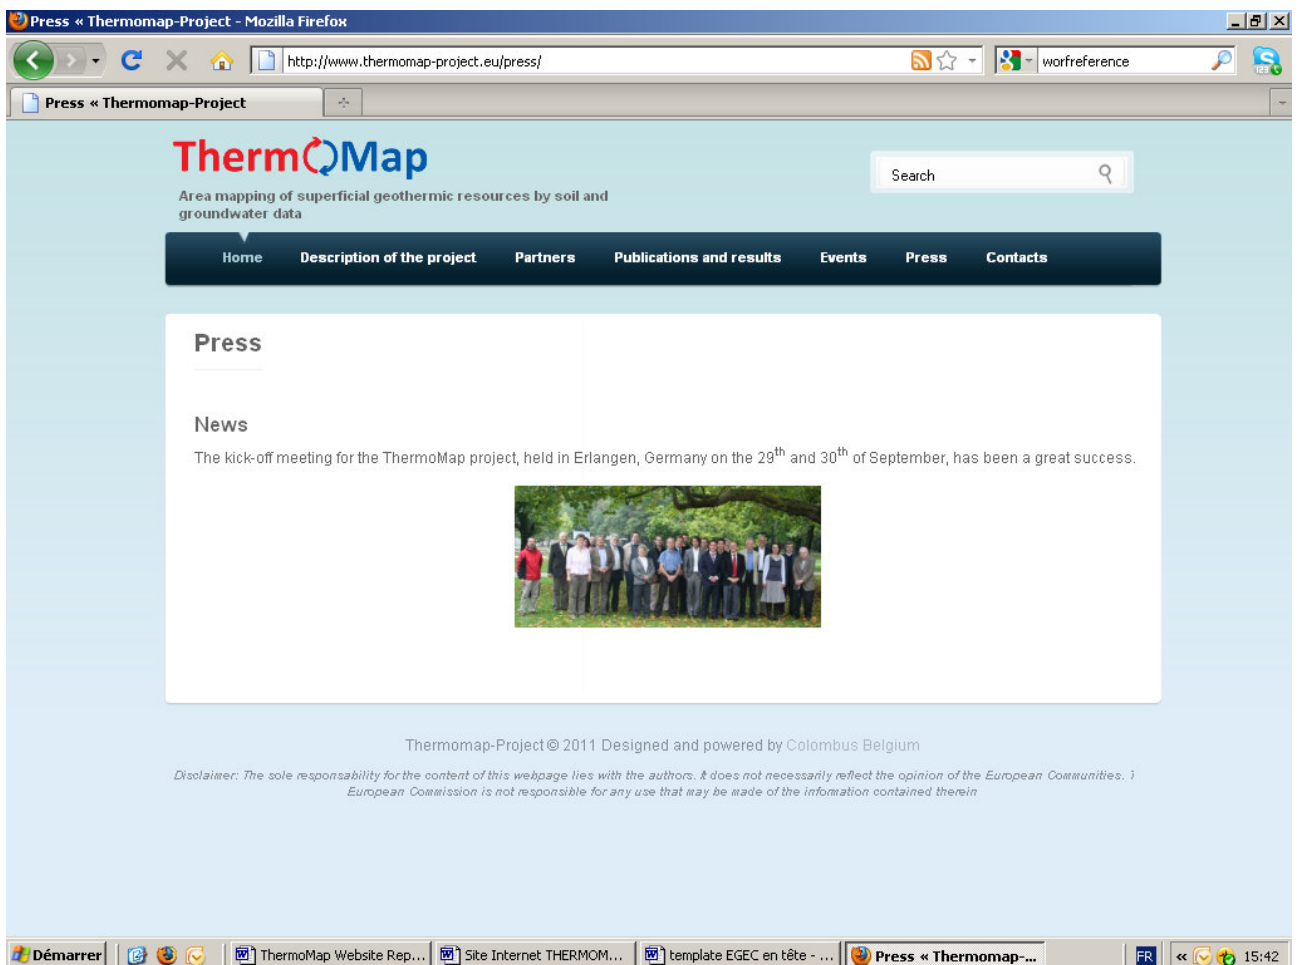 Press « Thermomap-Project - Mozilla Firefox
http://www.thermomap-project.eu/press/
worfreference
Press « Thermomap-Project
ThermoMap
Area mapping of superficial geothermic resources by soil and
groundwater data
Search
Home Description of the project Partners Publications and results Events Press Contacts
Press
News
The kick-off meeting for the ThermoMap project, held in Erlangen, Germany on the 29th and 30th of September, has been a great success.
Thermomap-Project © 2011 Designed and powered by Colombus Belgium
Disclaimer: The sole responsability for the content of this webpage lies with the authors. It does not necessarily reflect the opinion of the European Communities.
European Commission is not responsible for any use that may be made of the information contained therein
Démarrer ThermoMap Website Rep... Site Internet THERMOM... template EGEC en tête - ... Press « Thermomap-... FR « 15:42